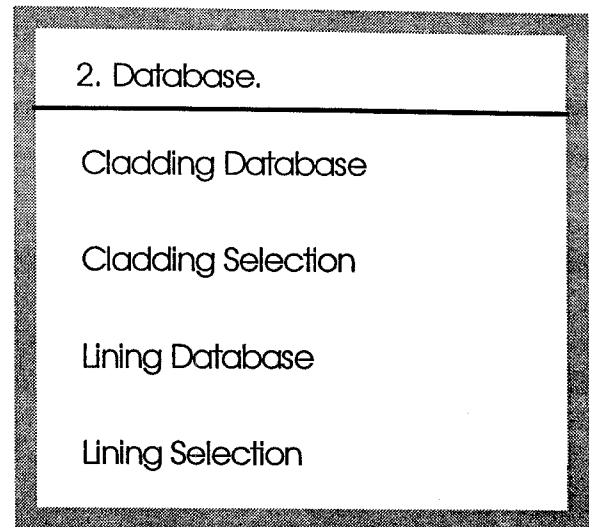 2. Database.
Cladding Database
Cladding Selection
Lining Database
Lining Selection